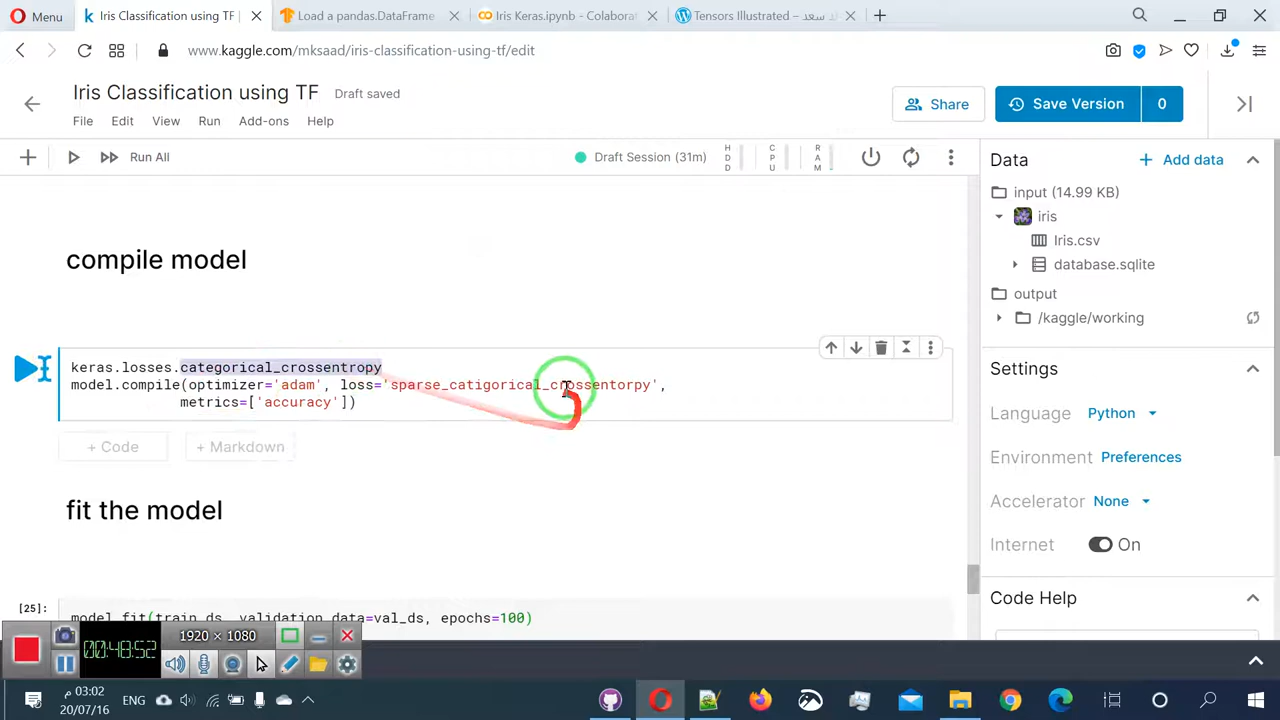 Menu
Iris Classification using TF
Load a pandas.DataFrame
Iris Keras.ipynb - Colabora
Tensors Illustrated –
www.kaggle.com/mksaad/iris-classification-using-tf/edit
Iris Classification using TF
Draft saved
File Edit View Run Add-ons Help
Share
Save Version
0
Run All
Draft Session (31m)
HDD
CPU
RAM
Data
+ Add data
input (14.99 KB)
iris
Iris.csv
database.sqlite
output
/kaggle/working
Settings
Language Python
Environment Preferences
Accelerator None
Internet On
Code Help
compile model
keras.losses.categorical_crossentropy
model.compile(optimizer='adam', loss='sparse_catigorical_crossentorpy',
metrics=['accuracy'])
+ Code
+ Markdown
fit the model
[25]:
model.fit(train_ds, validation_data=val_ds, epochs=100)
1920 × 1080
00:48:52
ENG
03:02 م
20/07/16